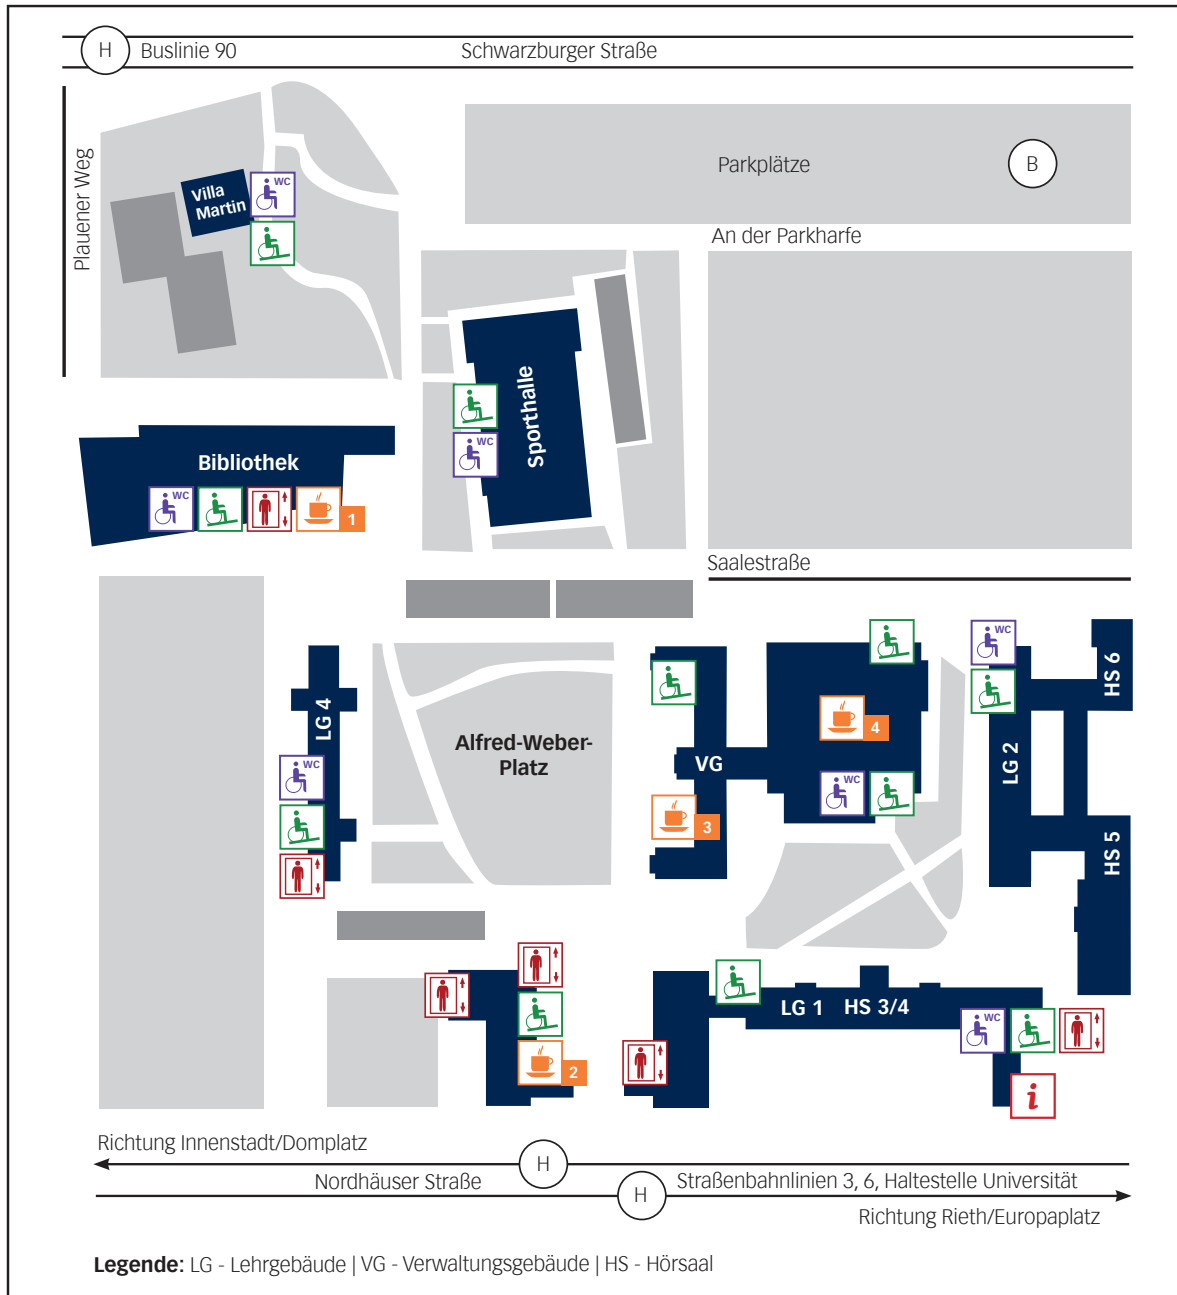 H Buslinie 90 Schwarzburger Straße
Plauener Weg
Parkplätze B
Villa
Martin
WC
An der Parkharfe
Sporthalle
WC
Bibliothek
WC
1
Saalestraße
LG 4
WC
Alfred-Weber-
Platz
VG
3
4
WC
WC
LG 2
HS 6
HS 5
2
LG 1 HS 3/4
WC
i
Richtung Innenstadt/Domplatz
H
Nordhäuser Straße
H
Straßenbahnlinien 3, 6, Haltestelle Universität
Richtung Rieth/Europaplatz
Legende: LG - Lehrgebäude | VG - Verwaltungsgebäude | HS - Hörsaal